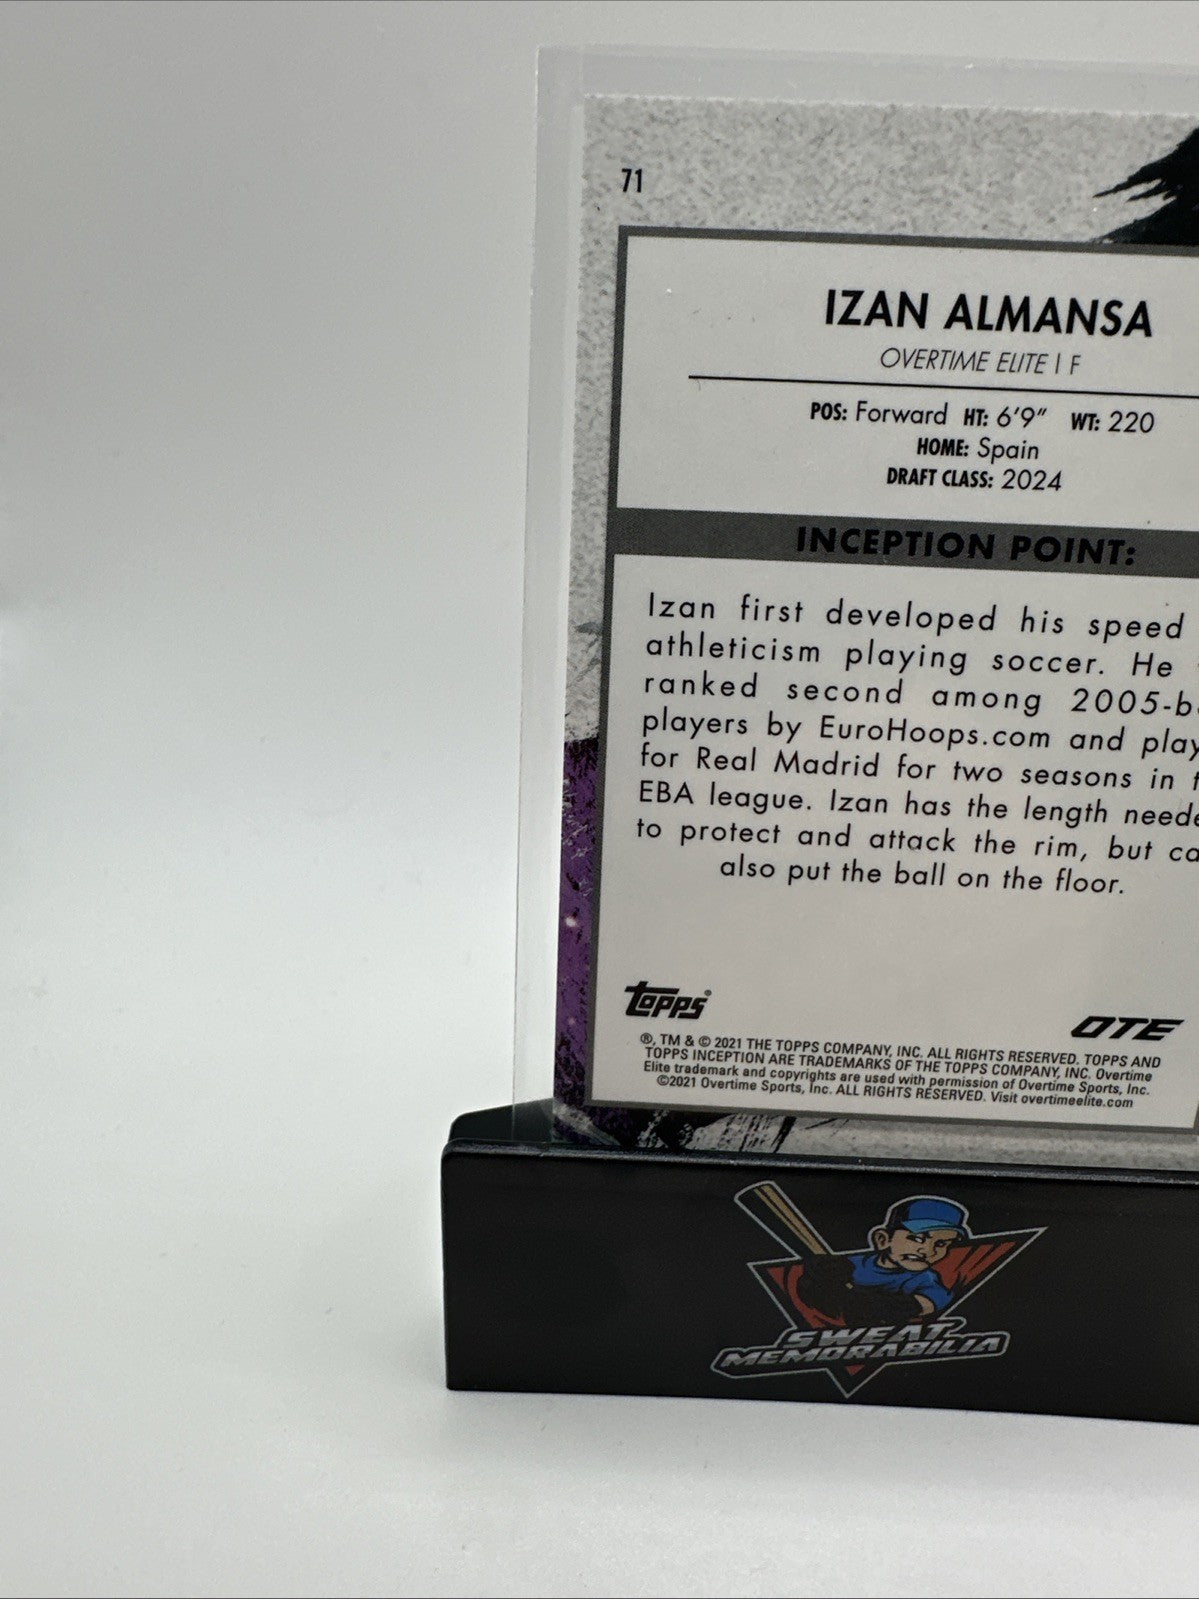 71
IZAN ALMANSA
OVERTIME ELITE | F
POS: Forward HT: 6'9" WT: 220
HOME: Spain
DRAFT CLASS: 2024
INCEPTION POINT:
Izan first developed his speed
athleticism playing soccer. He
ranked second among 2005-b
players by EuroHoops.com and play
for Real Madrid for two seasons in t
EBA league. Izan has the length neede
to protect and attack the rim, but ca
also put the ball on the floor.
Topps®
OTE
®, TM & © 2021 THE TOPPS COMPANY, INC. ALL RIGHTS RESERVED. TOPPS AND
TOPPS INCEPTION ARE TRADEMARKS OF THE TOPPS COMPANY, INC. Overtime
Elite trademark and copyrights are used with permission of Overtime Sports, Inc.
©2021 Overtime Sports, Inc. ALL RIGHTS RESERVED. Visit overtimeelite.com
SWEAT
MEMORABILIA